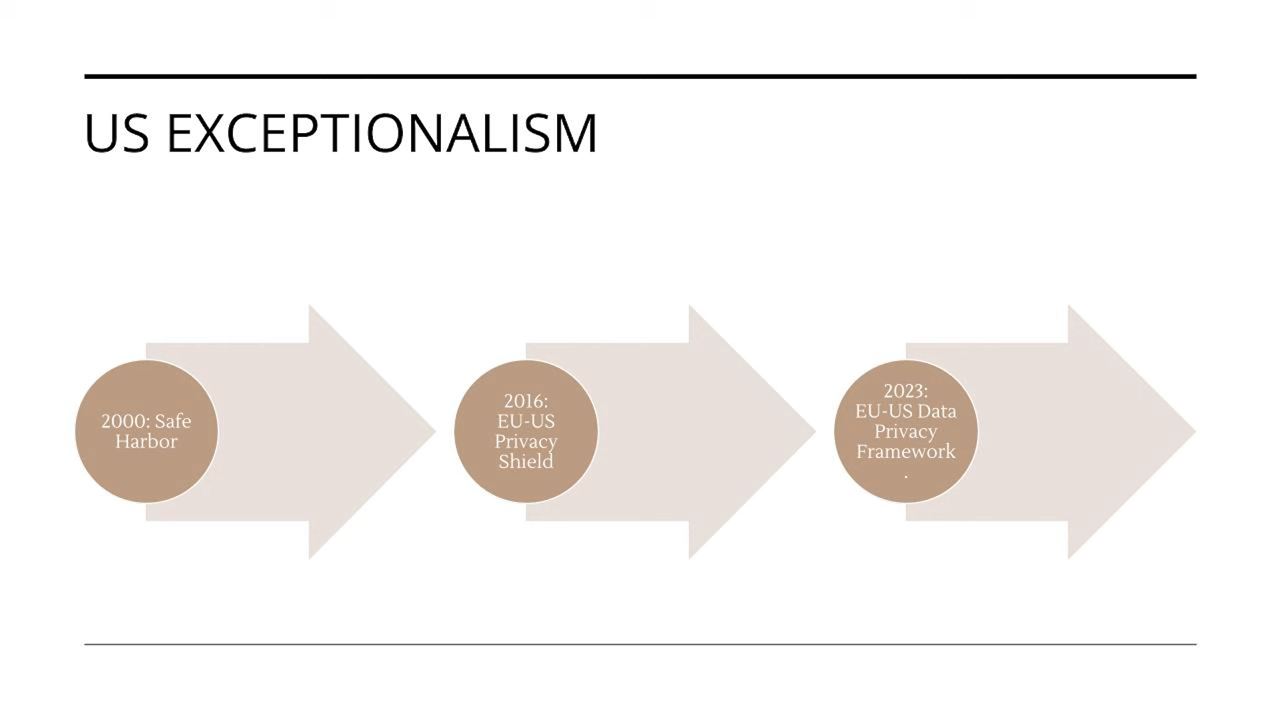 US EXCEPTIONALISM
2000: Safe
Harbor
2016:
EU-US
Privacy
Shield
2023:
EU-US Data
Privacy
Framework
.